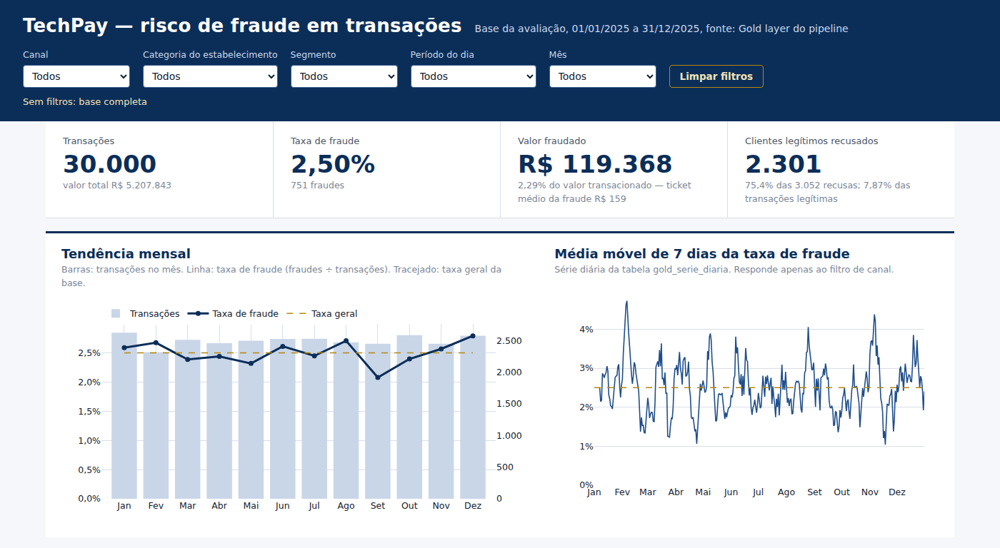 TechPay — risco de fraude em transações Base da avaliação, 01/01/2025 a 31/12/2025, fonte: Gold layer do pipeline
Canal Categoria do estabelecimento Segmento Período do dia Mês
Todos Todos Todos Todos Todos Limpar filtros
Sem filtros: base completa
Transações
30.000
valor total R$ 5.207.843
Taxa de fraude
2,50%
751 fraudes
Valor fraudado
R$ 119.368
2,29% do valor transacionado — ticket
médio da fraude R$ 159
Clientes legítimos recusados
2.301
75,4% das 3.052 recusas; 7,87% das
transações legítimas
Tendência mensal
Barras: transações no mês. Linha: taxa de fraude (fraudes ÷ transações). Tracejado: taxa geral da
base.
Transações Taxa de fraude Taxa geral
2,5%
2,0%
1,5%
1,0%
0,5%
0,0%
2.500
2.000
1.500
1.000
500
0
Jan Fev Mar Abr Mai Jun Jul Ago Set Out Nov Dez
Média móvel de 7 dias da taxa de fraude
Série diária da tabela gold_serie_diaria. Responde apenas ao filtro de canal.
4%
3%
2%
1%
0%
Jan Fev Mar Abr Mai Jun Jul Ago Set Out Nov Dez